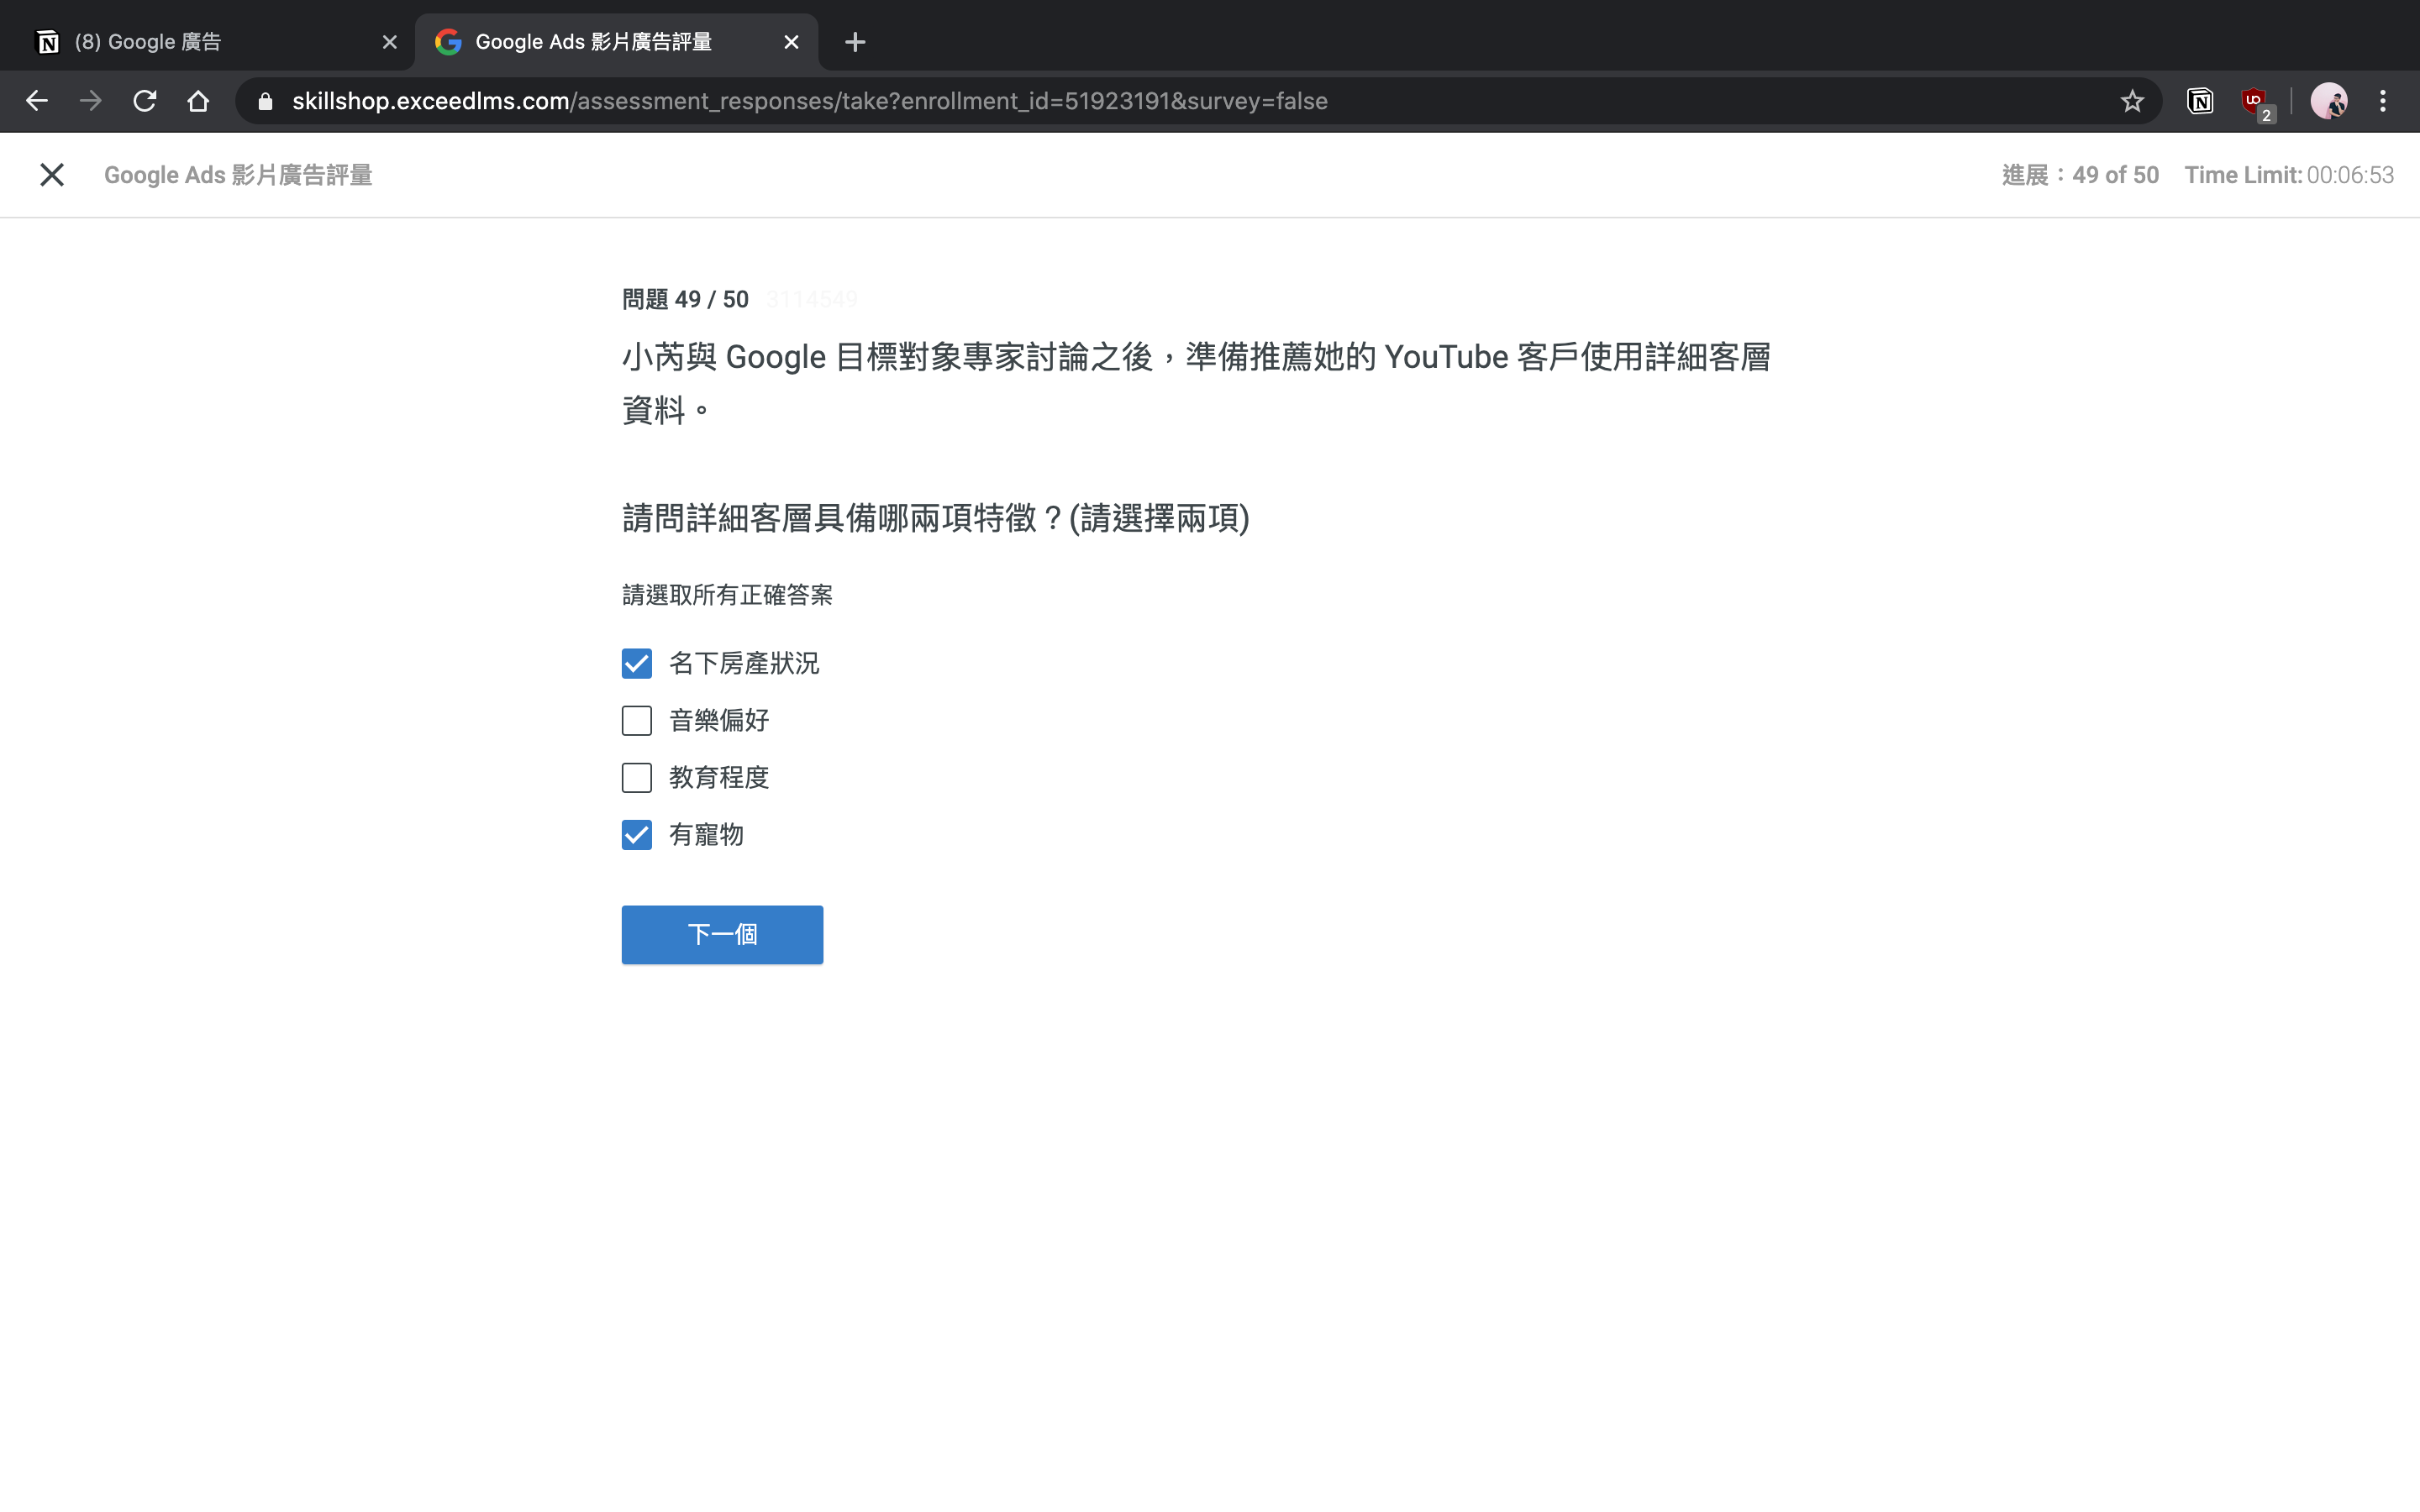 (8) Google 廣告
Google Ads 影片廣告評量
skillshop.exceedlms.com/assessment_responses/take?enrollment_id=51923191&survey=false
2
Google Ads 影片廣告評量
進展：49 of 50 Time Limit: 00:06:53
問題 49 / 50 3114549
小芮與 Google 目標對象專家討論之後，準備推薦她的 YouTube 客戶使用詳細客層
資料。
請問詳細客層具備哪兩項特徵？(請選擇兩項)
請選取所有正確答案
名下房產狀況
音樂偏好
教育程度
有寵物
下一個